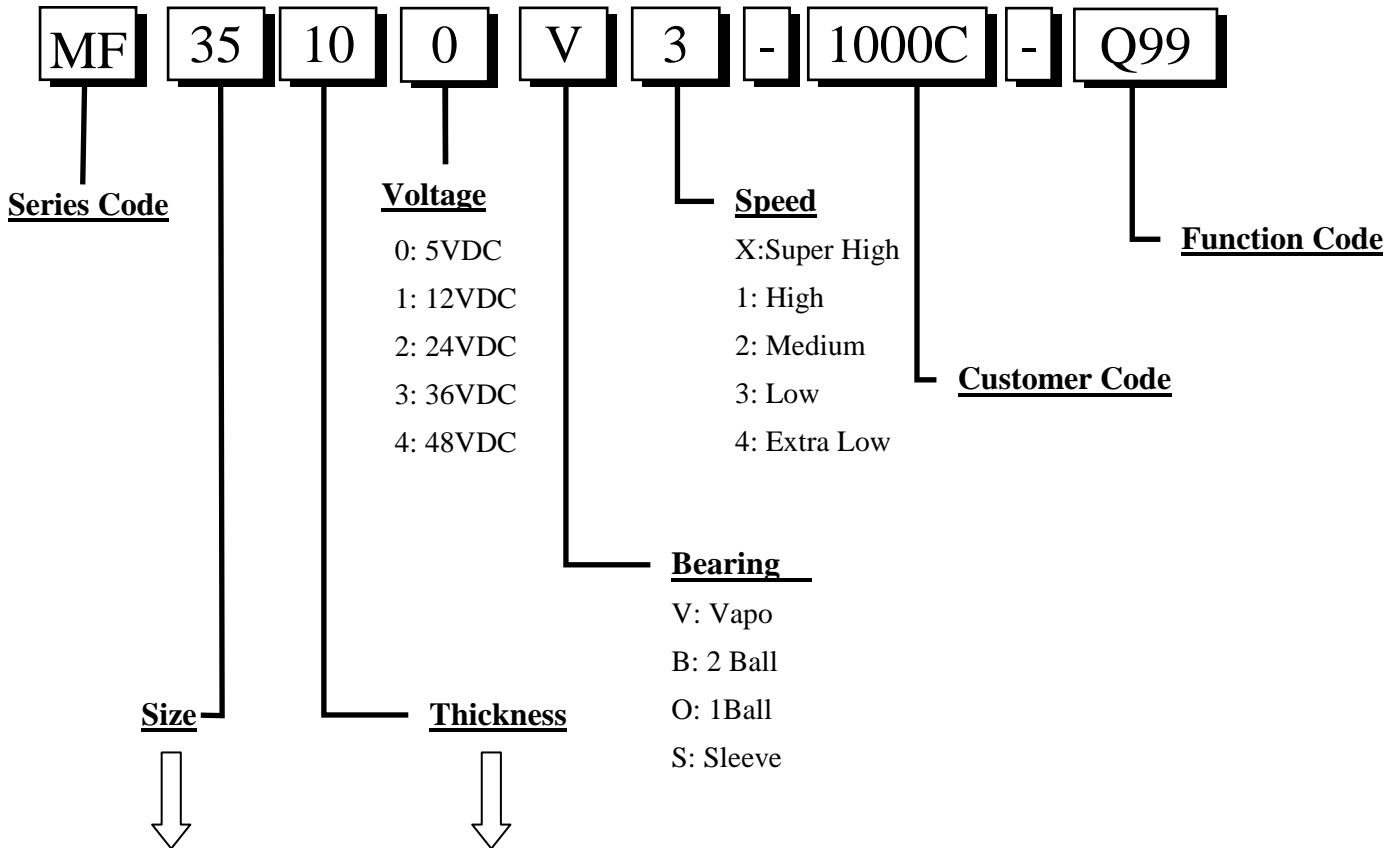 MF 35 10 0 V 3 - 1000C - Q99
Series Code
Voltage
0: 5VDC
1: 12VDC
2: 24VDC
3: 36VDC
4: 48VDC
Speed
X:Super High
1: High
2: Medium
3: Low
4: Extra Low
Function Code
Customer Code
Bearing
V: Vapo
B: 2 Ball
O: 1Ball
S: Sleeve
Size
Thickness